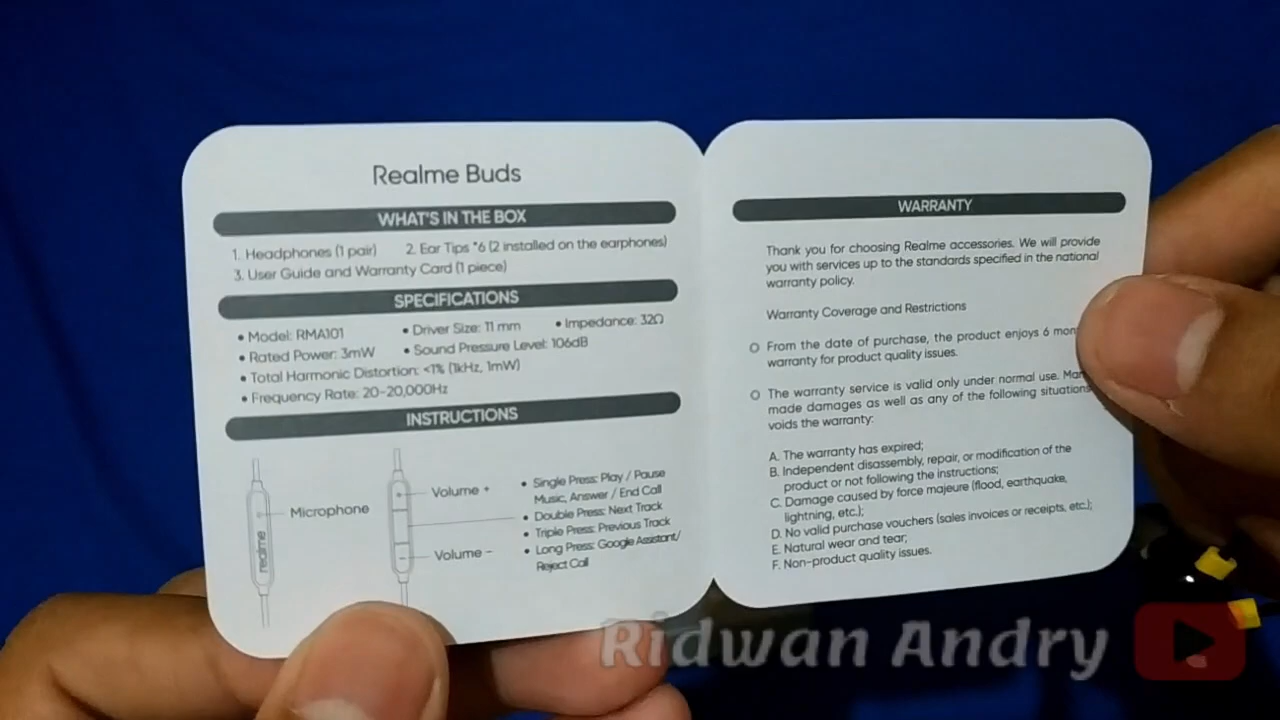 Realme Buds
WHAT'S IN THE BOX
1. Headphones (1 pair) 2. Ear Tips *6 (2 installed on the earphones)
3. User Guide and Warranty Card (1 piece)
SPECIFICATIONS
• Model: RMA101 • Driver Size: 11 mm • Impedance: 32Ω
• Rated Power: 3mW • Sound Pressure Level: 106dB
• Total Harmonic Distortion: <1% (1kHz, 1mW)
• Frequency Rate: 20-20,000Hz
INSTRUCTIONS
Microphone
realme
Volume +
Volume -
• Single Press: Play / Pause
Music, Answer / End Call
• Double Press: Next Track
• Triple Press: Previous Track
• Long Press: Google Assistant/
Reject Call
WARRANTY
Thank you for choosing Realme accessories. We will provide
you with services up to the standards specified in the national
warranty policy.
Warranty Coverage and Restrictions
From the date of purchase, the product enjoys 6
warranty for product quality issues.
The warranty service is valid only under normal use.
made damages as well as any of the following situations
voids the warranty:
A. The warranty has expired;
B. Independent disassembly, repair, or modification of the
product or not following the instructions;
C. Damage caused by force majeure (flood, earthquake,
lightning, etc.);
D. No valid purchase vouchers (sales invoices or receipts, etc.);
E. Natural wear and tear;
F. Non-product quality issues.
Ridwan Andry